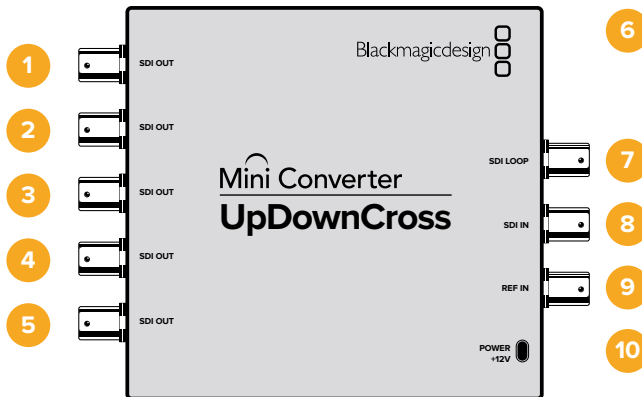 1
SDI OUT
2
SDI OUT
3
SDI OUT
4
SDI OUT
5
SDI OUT
Blackmagicdesign
Mini Converter
UpDownCross
6
SDI LOOP
7
SDI IN
8
REF IN
9
POWER
+12V
10